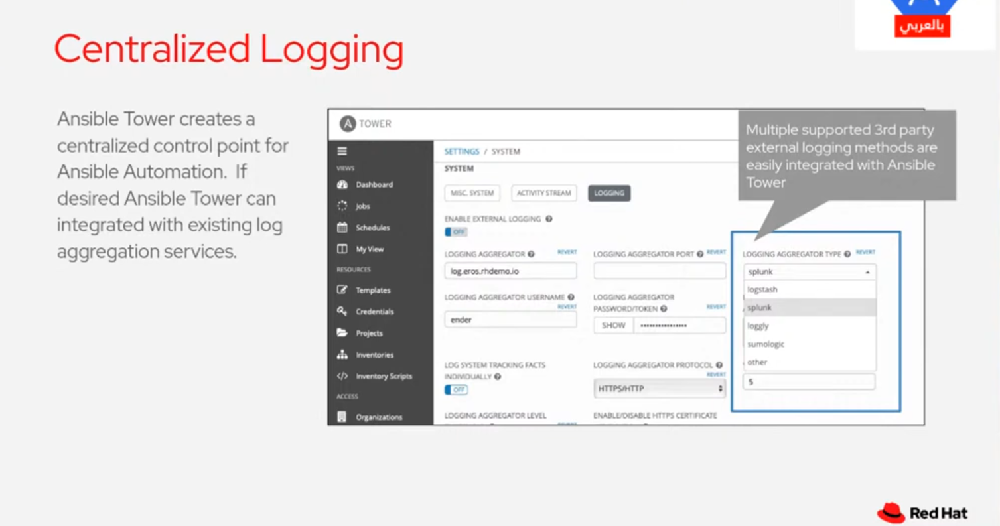 بالعربي
Centralized Logging
Ansible Tower creates a
centralized control point for
Ansible Automation. If
desired Ansible Tower can
integrated with existing log
aggregation services.
A TOWER
Multiple supported 3rd party
external logging methods are
easily integrated with Ansible
Tower
VIEWS
Dashboard
Jobs
Schedules
My View
RESOURCES
Templates
Credentials
Projects
Inventories
Inventory Scripts
ACCESS
Organizations
SETTINGS / SYSTEM
SYSTEM
MISC. SYSTEM ACTIVITY STREAM LOGGING
ENABLE EXTERNAL LOGGING
OFF
LOGGING AGGREGATOR REVERT
log.eros.rhdemo.io
LOGGING AGGREGATOR PORT REVERT
LOGGING AGGREGATOR TYPE REVERT
splunk
logstash
splunk
loggly
sumologic
other
5
LOGGING AGGREGATOR USERNAME
REVERT
ender
LOGGING AGGREGATOR
PASSWORD/TOKEN REVERT
SHOW
LOG SYSTEM TRACKING FACTS
INDIVIDUALLY
OFF
LOGGING AGGREGATOR PROTOCOL
REVERT
HTTPS/HTTP
LOGGING AGGREGATOR LEVEL
ENABLE/DISABLE HTTPS CERTIFICATE
Red Hat